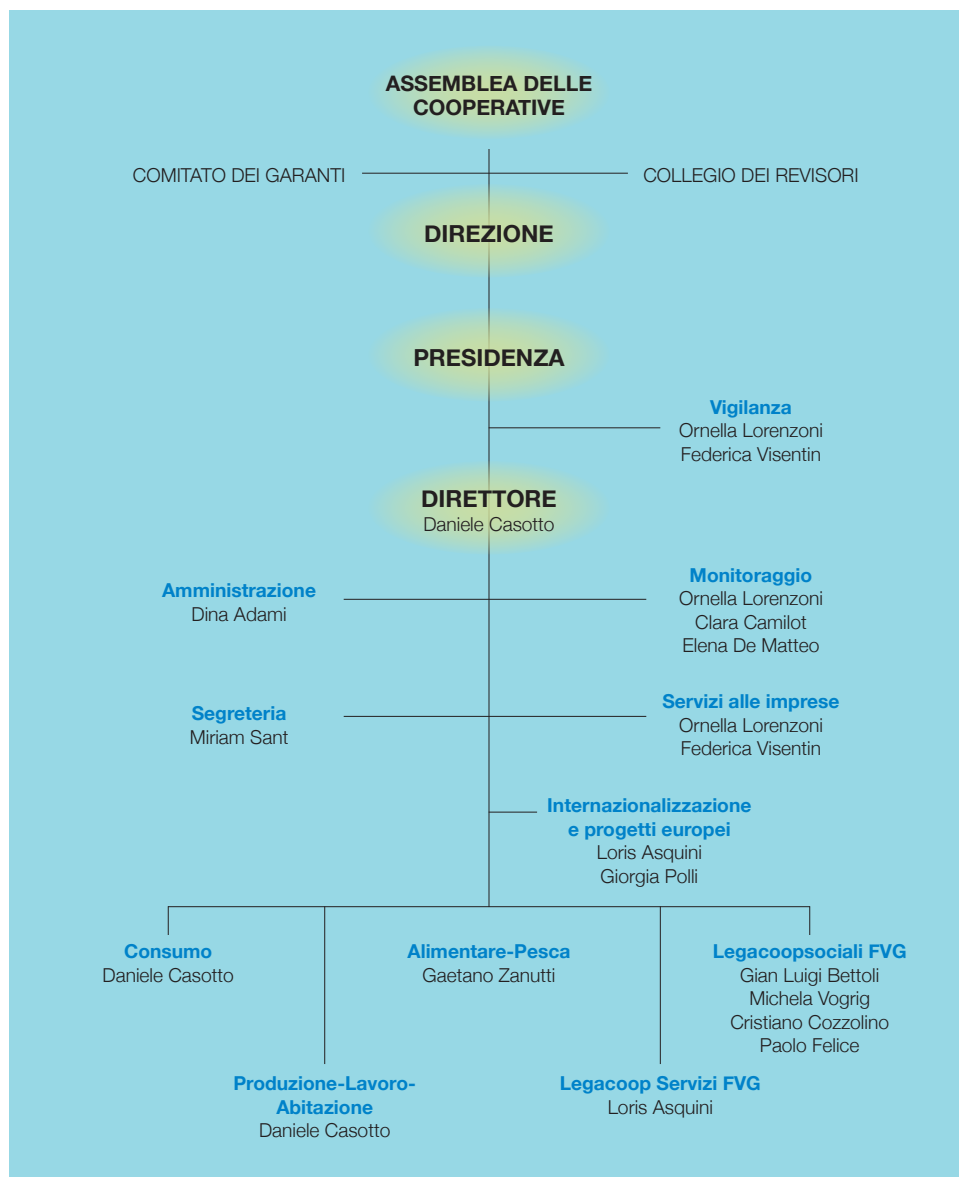 ASSEMBLEA DELLE
COOPERATIVE
COMITATO DEI GARANTI
COLLEGIO DEI REVISORI
DIREZIONE
PRESIDENZA
Vigilanza
Ornella Lorenzoni
Federica Visentin
DIRETTORE
Daniele Casotto
Amministrazione
Dina Adami
Monitoraggio
Ornella Lorenzoni
Clara Camilot
Elena De Matteo
Segreteria
Miriam Sant
Servizi alle imprese
Ornella Lorenzoni
Federica Visentin
Internazionalizzazione
e progetti europei
Loris Asquini
Giorgia Polli
Consumo
Daniele Casotto
Alimentare-Pesca
Gaetano Zanutti
Legacoopsociali FVG
Gian Luigi Bettoli
Michela Vogrig
Cristiano Cozzolino
Paolo Felice
Produzione-Lavoro-
Abitazione
Daniele Casotto
Legacoop Servizi FVG
Loris Asquini